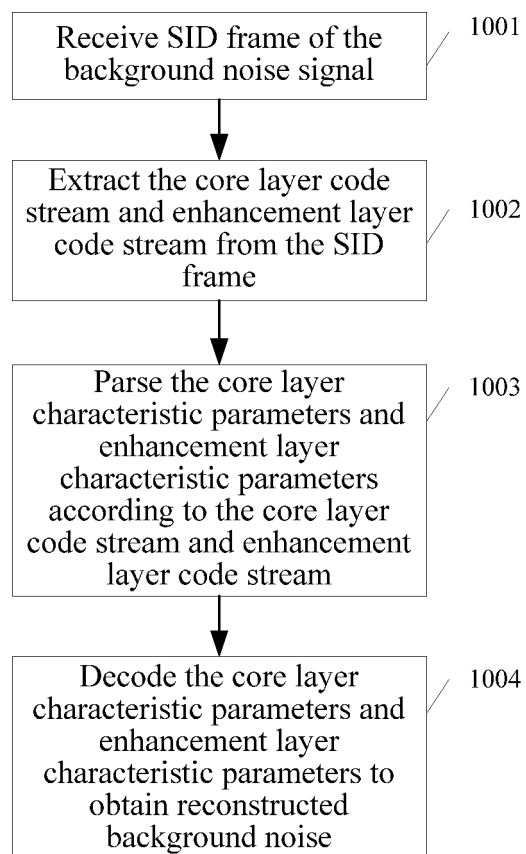 Receive SID frame of the
background noise signal
1001
Extract the core layer code
stream and enhancement layer
code stream from the SID
frame
1002
Parse the core layer
characteristic parameters and
enhancement layer
characteristic parameters
according to the core layer
code stream and enhancement
layer code stream
1003
Decode the core layer
characteristic parameters and
enhancement layer
characteristic parameters to
obtain reconstructed
background noise
1004